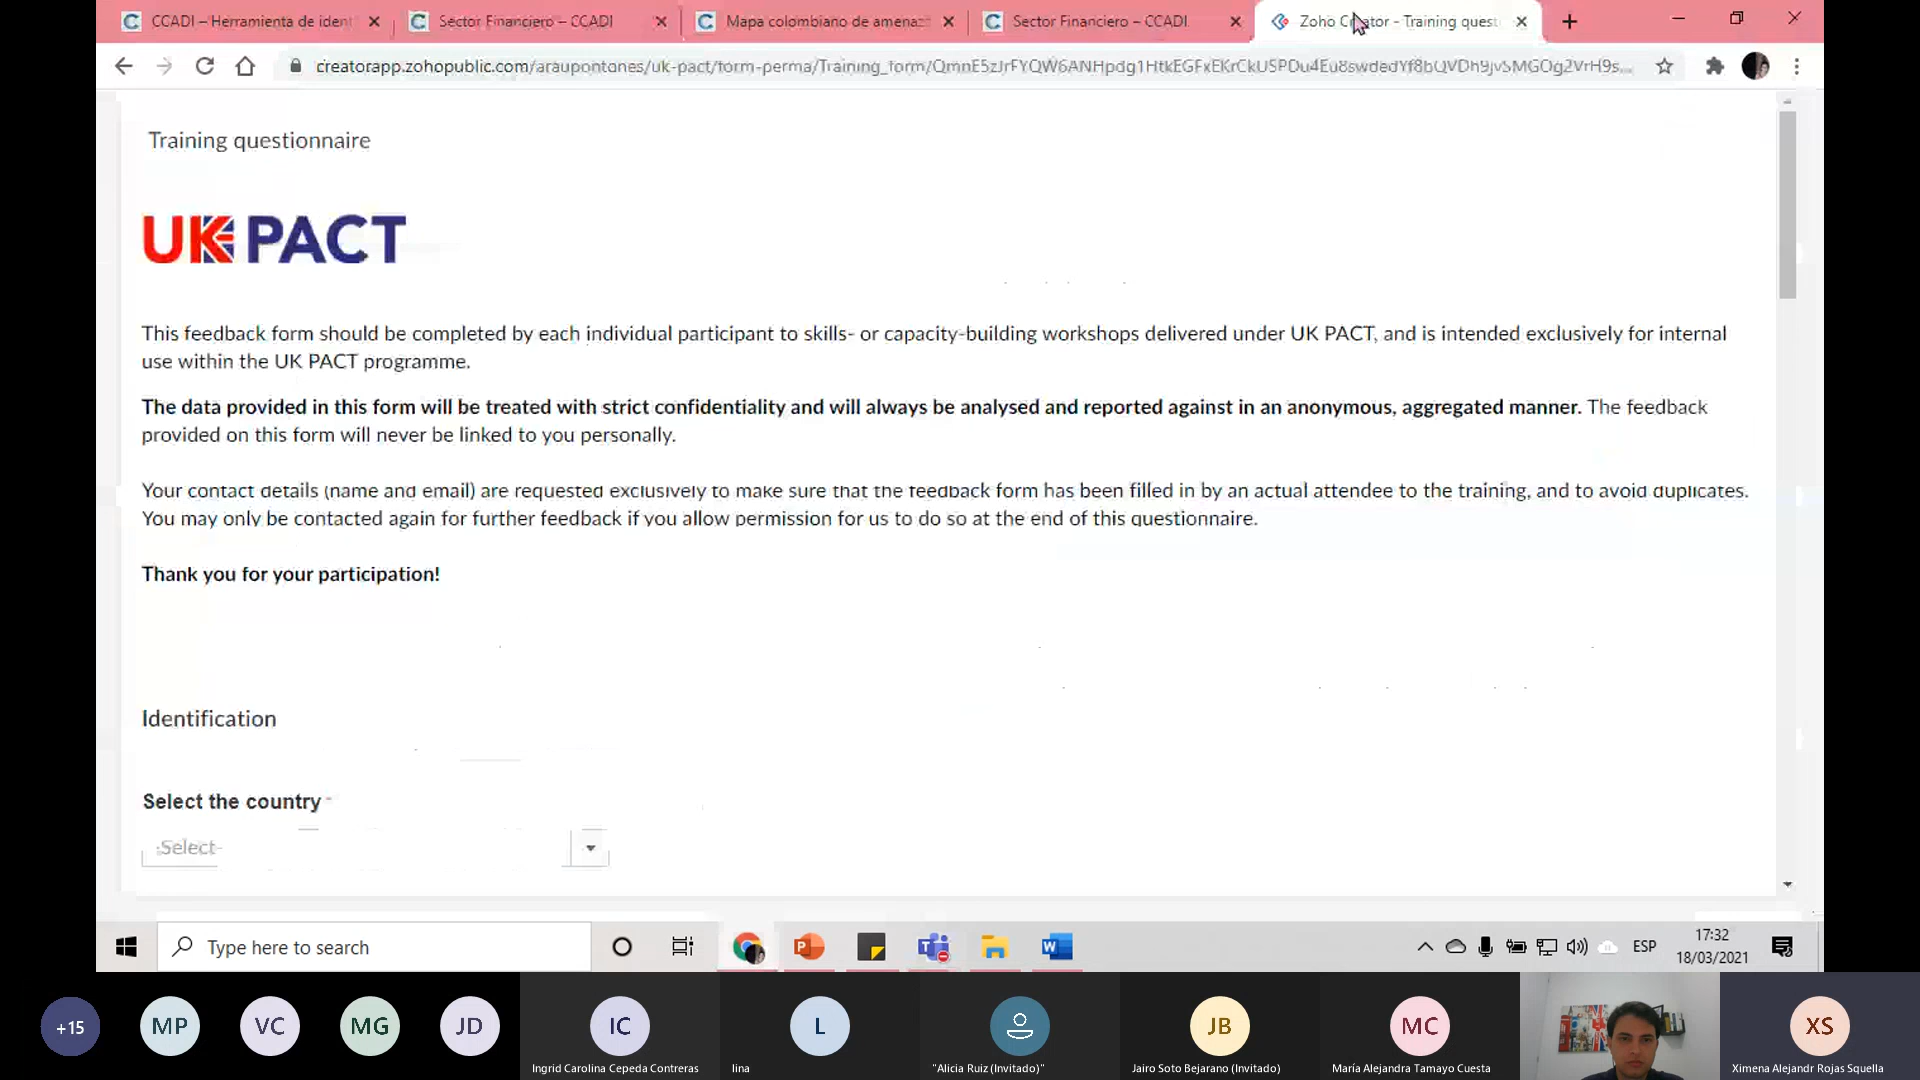 CCADI – Herramienta de ident
Sector Financiero – CCADI
Mapa colombiano de amenaz
Sector Financiero – CCADI
Zoho Creator - Training quest
Training questionnaire
UK PACT
This feedback form should be completed by each individual participant to skills- or capacity-building workshops delivered under UK PACT, and is intended exclusively for internal
use within the UK PACT programme.
The data provided in this form will be treated with strict confidentiality and will always be analysed and reported against in an anonymous, aggregated manner. The feedback
provided on this form will never be linked to you personally.
Your contact details (name and email) are requested exclusively to make sure that the feedback form has been filled in by an actual attendee to the training, and to avoid duplicates.
You may only be contacted again for further feedback if you allow permission for us to do so at the end of this questionnaire.
Thank you for your participation!
Identification
Select the country
-Select-
Type here to search
ESP
17:32
18/03/2021
+15
MP
VC
MG
JD
IC
L
JB
MC
XS
Ingrid Carolina Cepeda Contreras
lina
"Alicia Ruiz (Invitado)"
Jairo Soto Bejarano (Invitado)
María Alejandra Tamayo Cuesta
Ximena Alejandr Rojas Squella